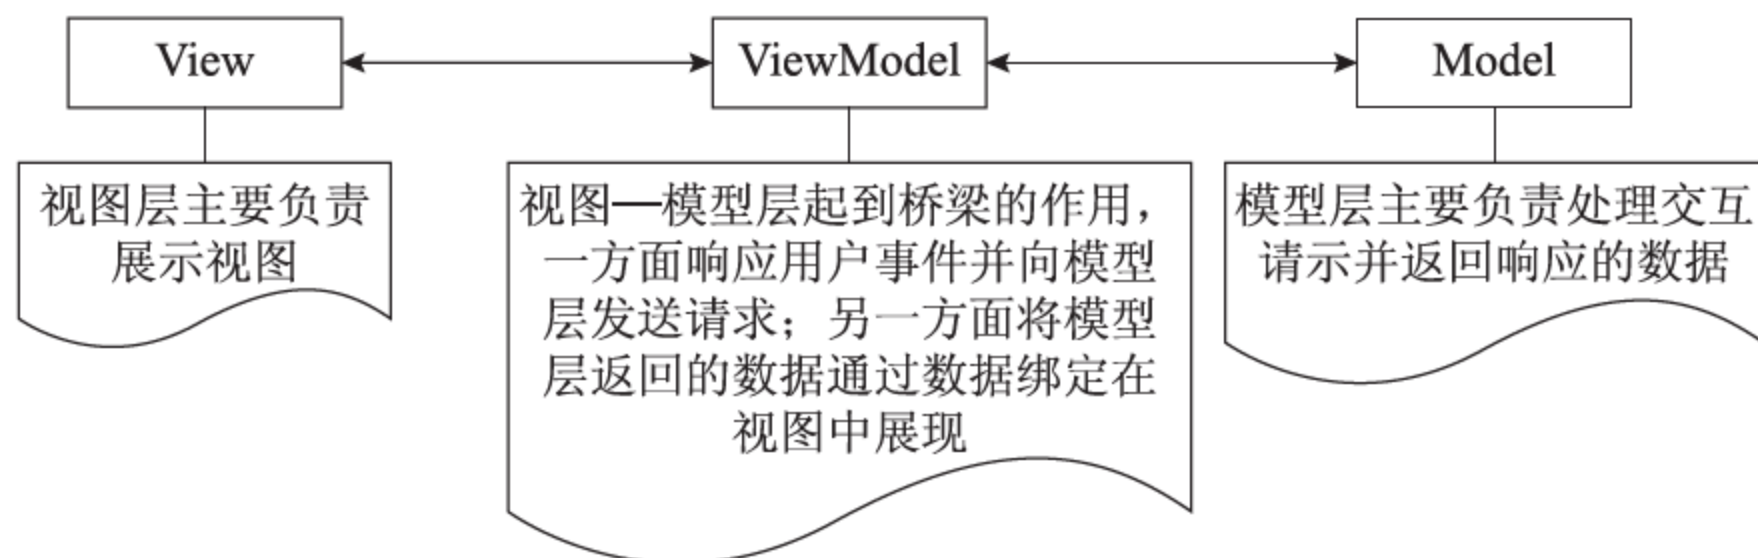 View
ViewModel
Model
视图层主要负责
展示视图
视图—模型层起到桥梁的作用，
一方面响应用户事件并向模型
层发送请求；另一方面将模型
层返回的数据通过数据绑定在
视图中展现
模型层主要负责处理交互
请示并返回响应的数据